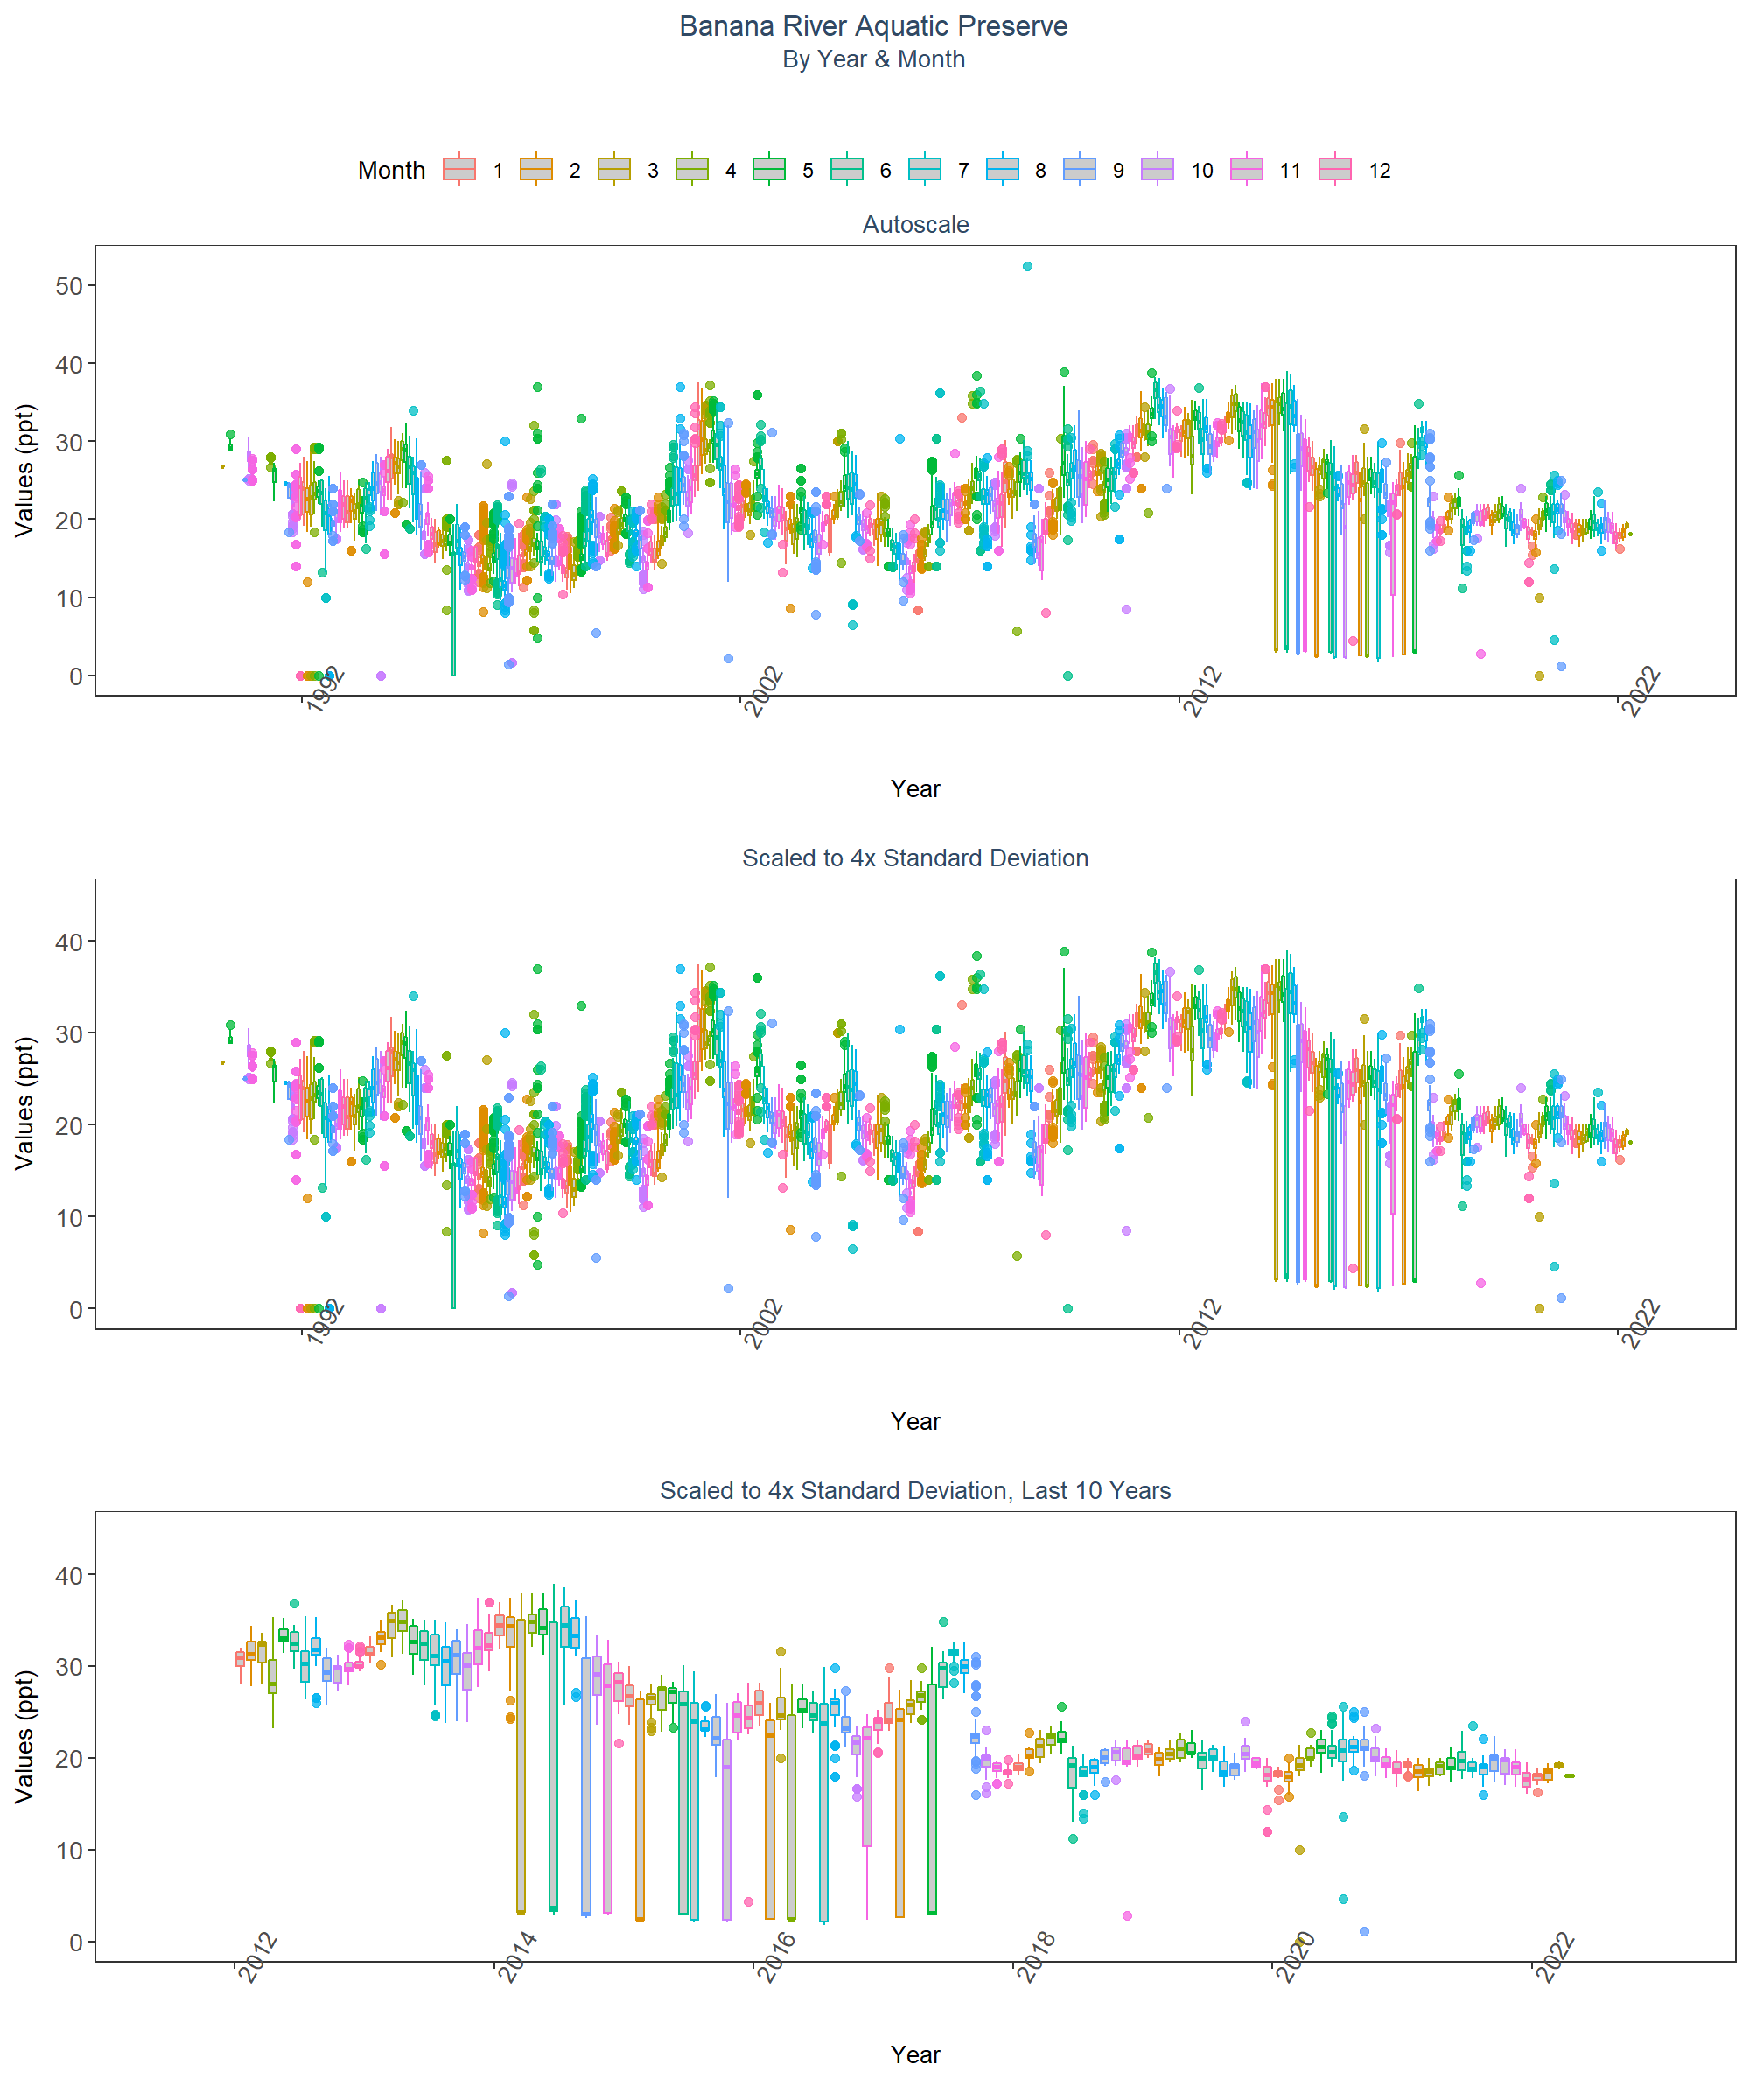 Banana River Aquatic Preserve
By Year & Month
Month 1 2 3 4 5 6 7 8 9 10 11 12
Autoscale
Values (ppt)
50
40
30
20
10
0
1992 2002 2012 2022
Year
Scaled to 4x Standard Deviation
Values (ppt)
40
30
20
10
0
1992 2002 2012 2022
Year
Scaled to 4x Standard Deviation, Last 10 Years
Values (ppt)
40
30
20
10
0
2012 2014 2016 2018 2020 2022
Year